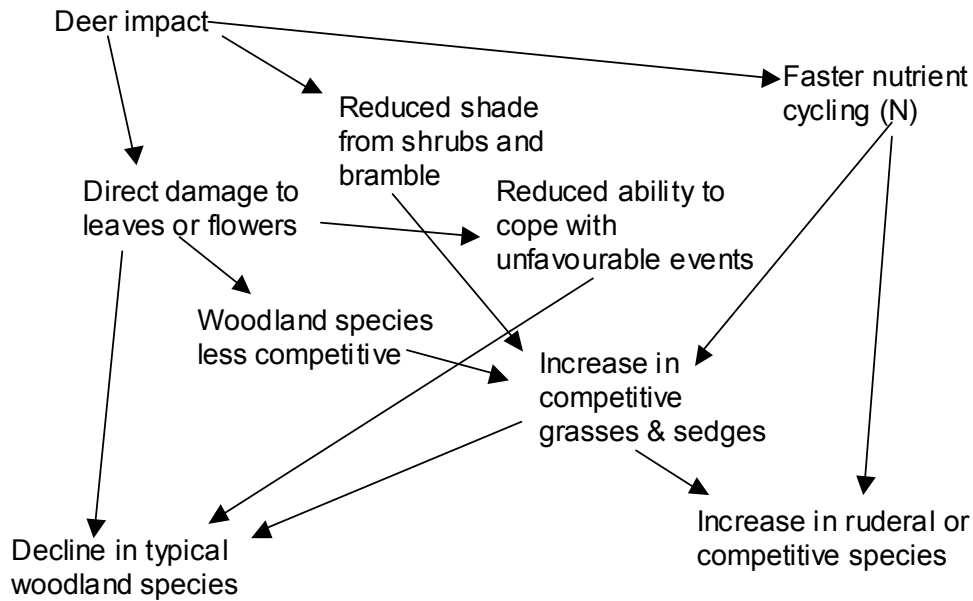 Deer impact
Faster nutrient
cycling (N)
Reduced shade
from shrubs and
bramble
Direct damage to
leaves or flowers
Reduced ability to
cope with
unfavourable events
Woodland species
less competitive
Increase in
competitive
grasses & sedges
Increase in ruderal or
competitive species
Decline in typical
woodland species